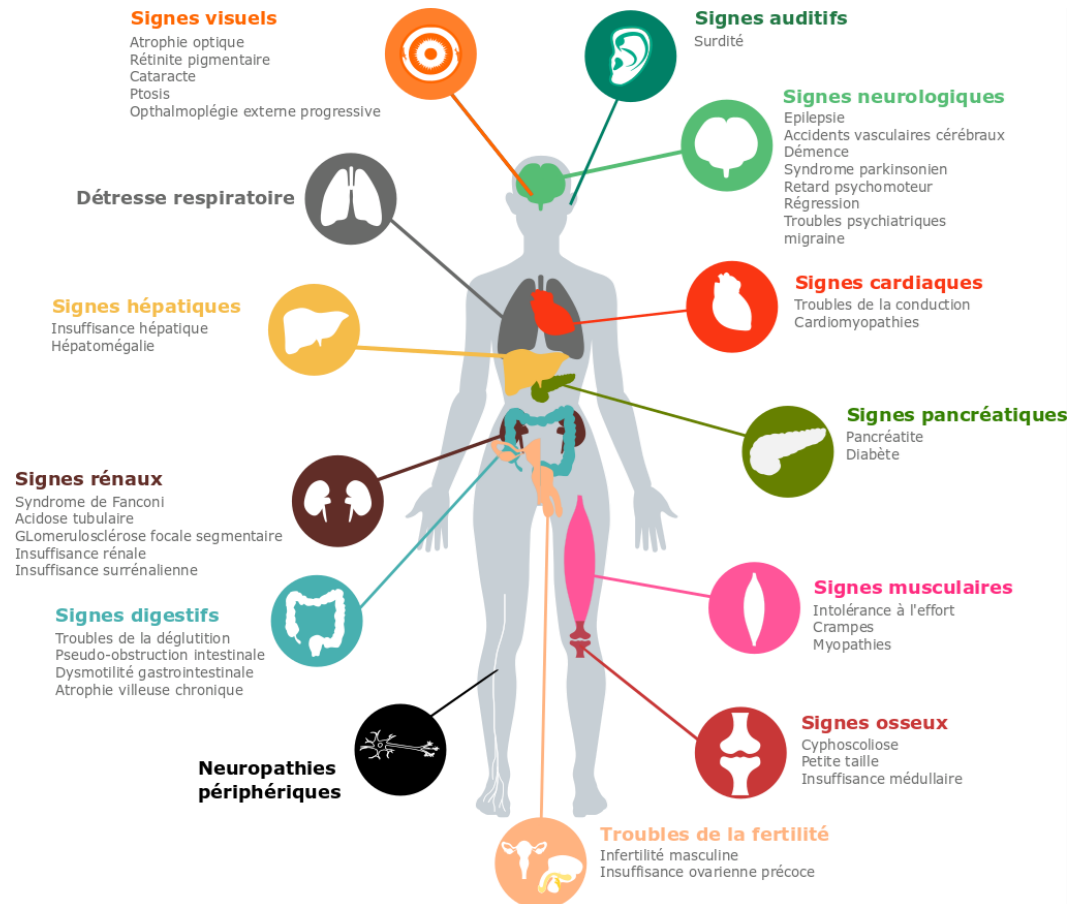 Signes visuels
Atrophie optique
Rétinite pigmentaire
Cataracte
Ptosis
Opthalmoplégie externe progressive
Signes auditifs
Surdité
Signes neurologiques
Epilepsie
Accidents vasculaires cérébraux
Démence
Syndrome parkinsonien
Retard psychomoteur
Régression
Troubles psychiatriques
migraine
Détresse respiratoire
Signes cardiaques
Troubles de la conduction
Cardiomyopathies
Signes hépatiques
Insuffisance hépatique
Hépatomégalie
Signes pancréatiques
Pancréatite
Diabète
Signes rénaux
Syndrome de Fanconi
Acidose tubulaire
GLomerulosclérose focale segmentaire
Insuffisance rénale
Insuffisance surrénalienne
Signes musculaires
Intolérance à l'effort
Crampes
Myopathies
Signes digestifs
Troubles de la déglutition
Pseudo-obstruction intestinale
Dysmotilité gastrointestinale
Atrophie villeuse chronique
Signes osseux
Cyphoscoliose
Petite taille
Insuffisance médullaire
Neuropathies
périphériques
Troubles de la fertilité
Infertilité masculine
Insuffisance ovarienne précoce